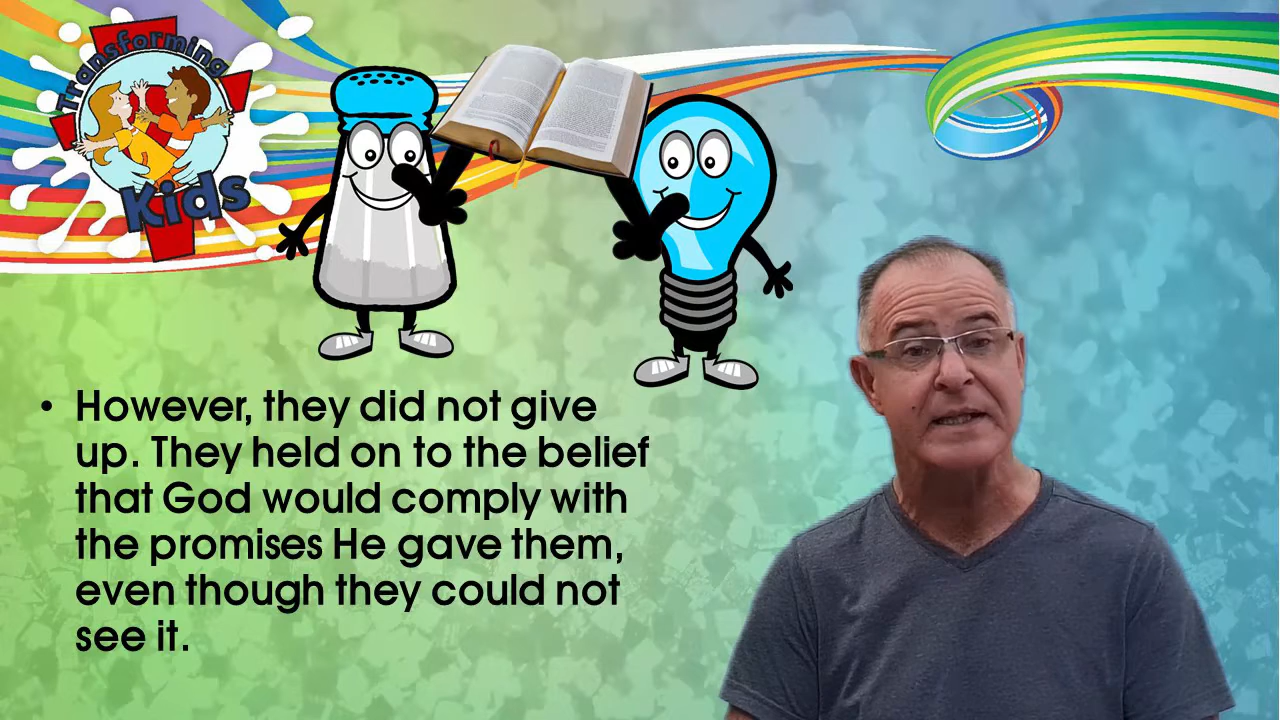 Transforming
Kids
• However, they did not give
up. They held on to the belief
that God would comply with
the promises He gave them,
even though they could not
see it.